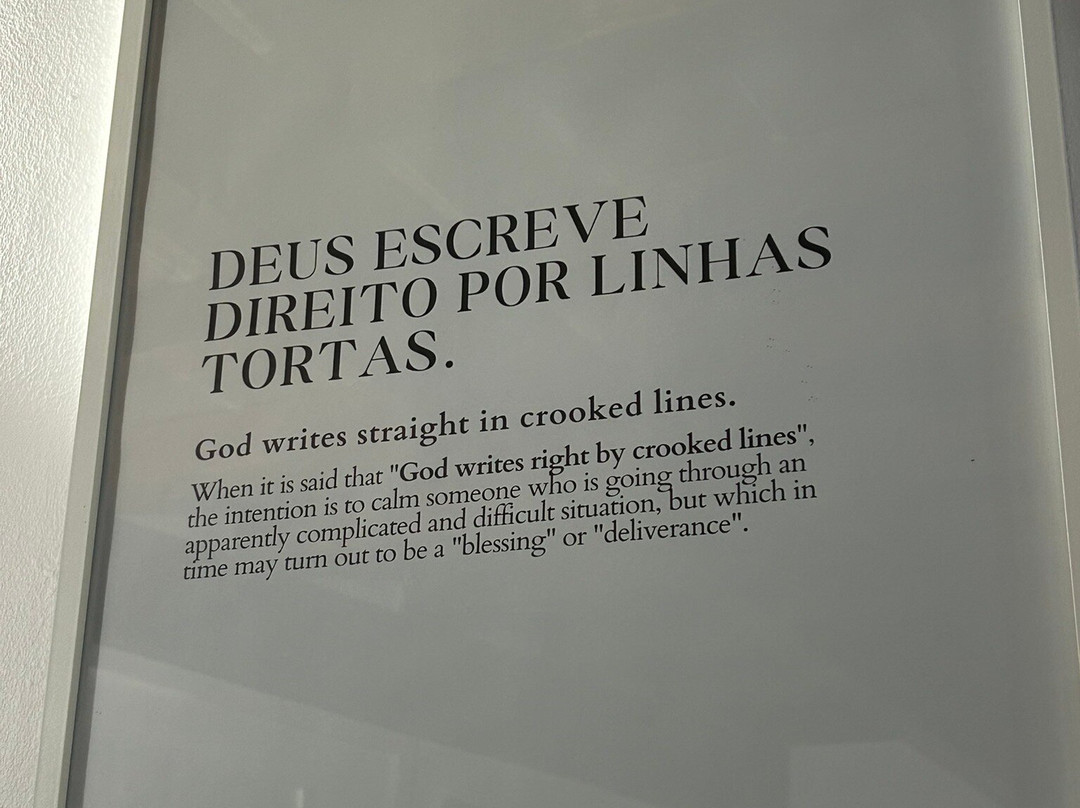 DEUS ESCREVE
DIREITO POR LINHAS
TORTAS.
God writes straight in crooked lines.
When it is said that "God writes right by crooked lines",
the intention is to calm someone who is going through an
apparently complicated and difficult situation, but which in
time may turn out to be a "blessing" or "deliverance".